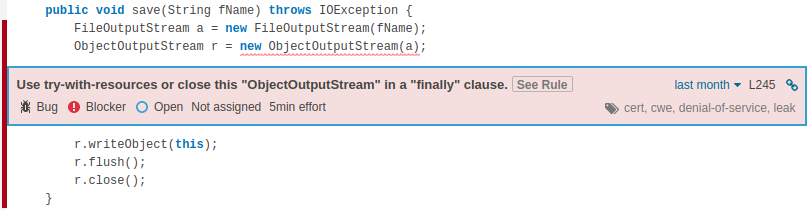 public void save(String fName) throws IOException {
FileOutputStream a = new FileOutputStream(fName);
ObjectOutputStream r = new ObjectOutputStream(a);
Use try-with-resources or close this "ObjectOutputStream" in a "finally" clause. See Rule last month L245
Bug Blocker Open Not assigned 5min effort cert, cwe, denial-of-service, leak
r.writeObject(this);
r.flush();
r.close();
}